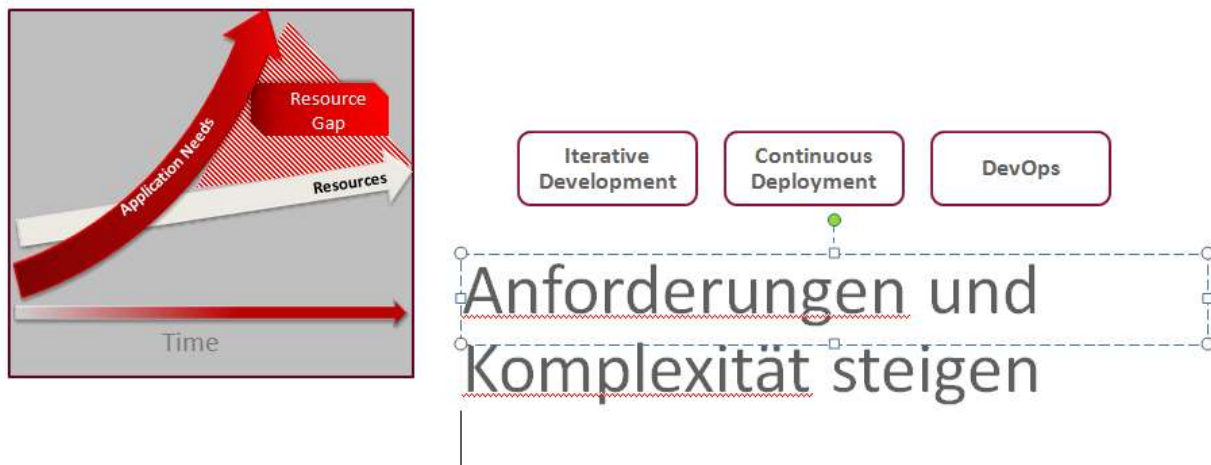 Application Needs
Resource
Gap
Resources
Time
Iterative
Development
Continuous
Deployment
DevOps
Anforderungen und
Komplexität steigen